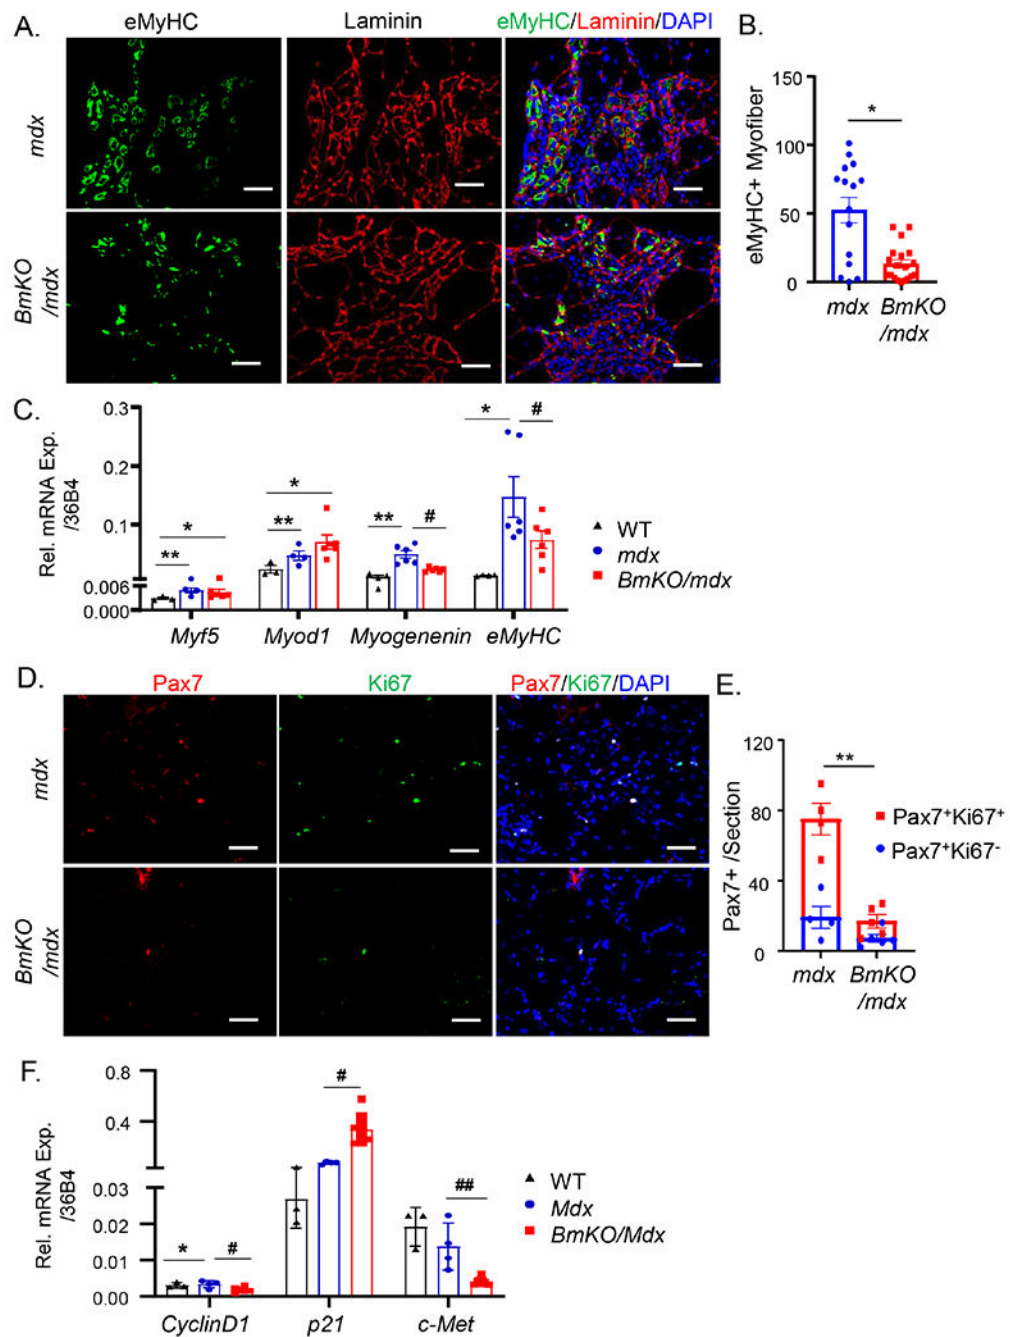 A.
eMyHC
Laminin
eMyHC/Laminin/DAPI
mdx
BmKO
/mdx
B.
eMyHC+ Myofiber
150
100
50
0
*
mdx
BmKO
/mdx
C.
Rel. mRNA Exp.
/36B4
0.3
0.2
0.1
0.006
0.000
**
*
**
*
**
#
*
#
Myf5
Myod1
Myogenenin
eMyHC
WT
mdx
BmKO/mdx
D.
Pax7
Ki67
Pax7/Ki67/DAPI
mdx
BmKO
/mdx
E.
Pax7+ /Section
120
80
40
0
**
Pax7+Ki67+
Pax7+Ki67-
mdx
BmKO
/mdx
F.
Rel. mRNA Exp.
/36B4
0.8
0.4
0.03
0.02
0.01
0.00
*
#
#
##
CyclinD1
p21
c-Met
WT
Mdx
BmKO/Mdx